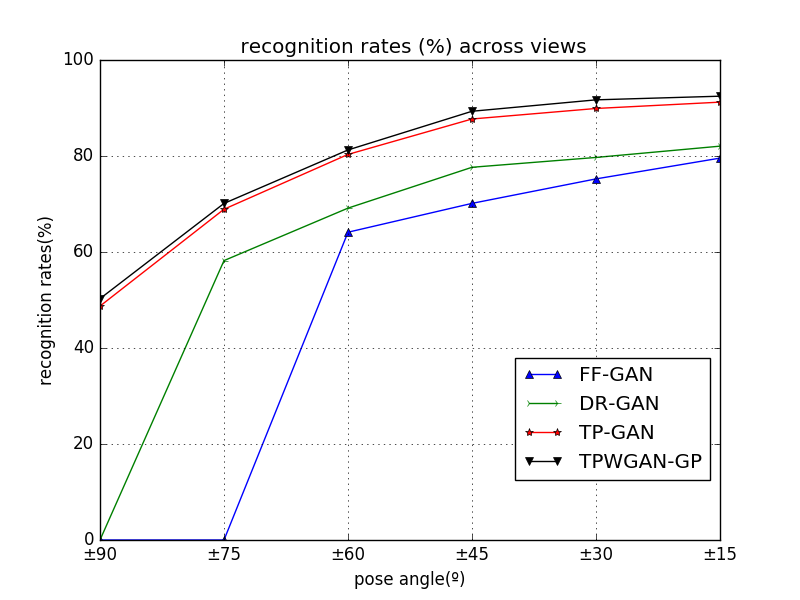 recognition rates (%) across views
100
80
60
40
20
0
recognition rates(%)
FF-GAN
DR-GAN
TP-GAN
TPWGAN-GP
±90 ±75 ±60 ±45 ±30 ±15
pose angle(º)